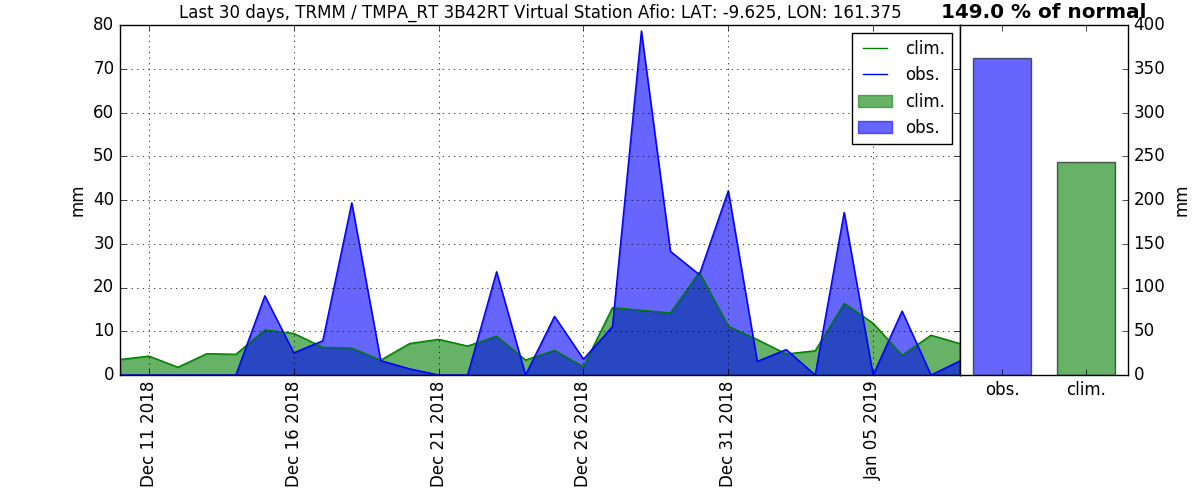 Last 30 days, TRMM / TMPA_RT 3B42RT Virtual Station Afio: LAT: -9.625, LON: 161.375
149.0 % of normal
80
70
60
50
40
30
20
10
0
mm
clim.
obs.
clim.
obs.
400
350
300
250
200
150
100
50
0
mm
Dec 11 2018
Dec 16 2018
Dec 21 2018
Dec 26 2018
Dec 31 2018
Jan 05 2019
obs.
clim.